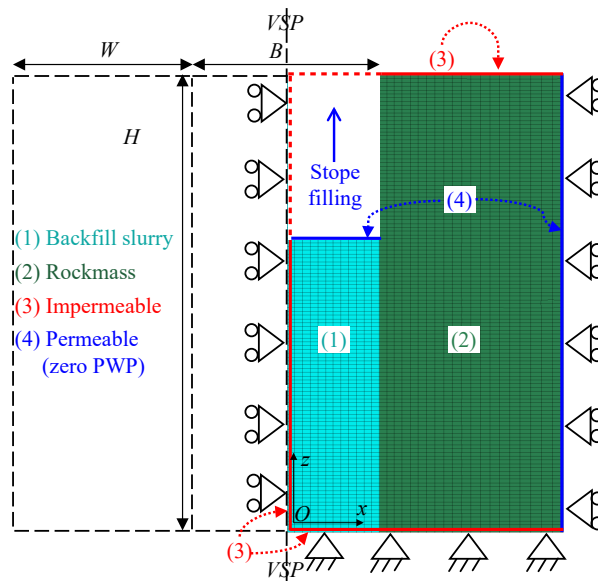 VSP
W
B
(3)
H
Stope
filling
(4)
(1) Backfill slurry
(2) Rockmass
(3) Impermeable
(4) Permeable
(zero PWP)
(1)
(2)
z
O
x
(3)
VSP